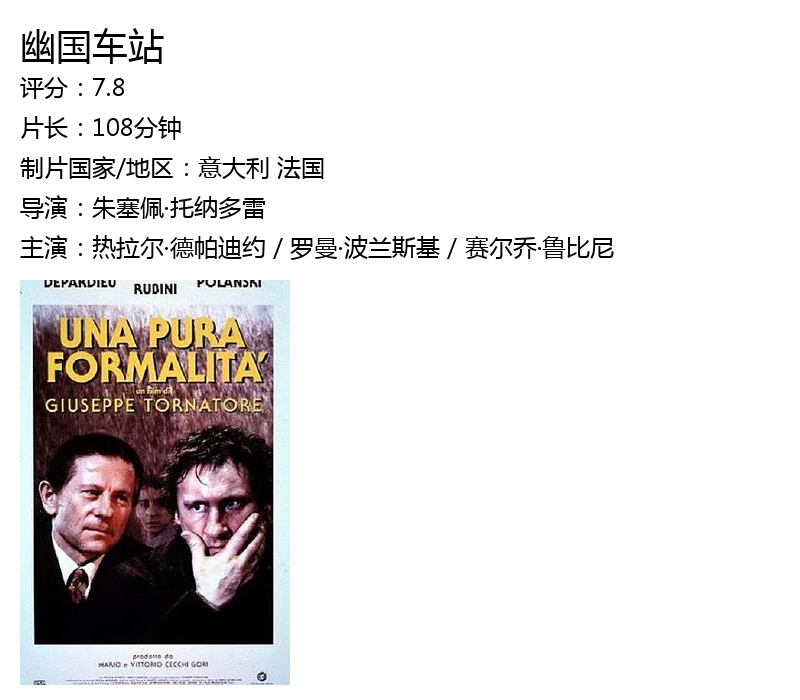 幽国车站
评分：7.8
片长：108分钟
制片国家/地区：意大利 法国
导演：朱塞佩·托纳多雷
主演：热拉尔·德帕迪约 / 罗曼·波兰斯基 / 赛尔乔·鲁比尼
DEPARDIEU RUBINI POLANSKI
UNA PURA
FORMALITA'
un film di
GIUSEPPE TORNATORE
prodotto da
MARIO e VITTORIO CECCHI GORI